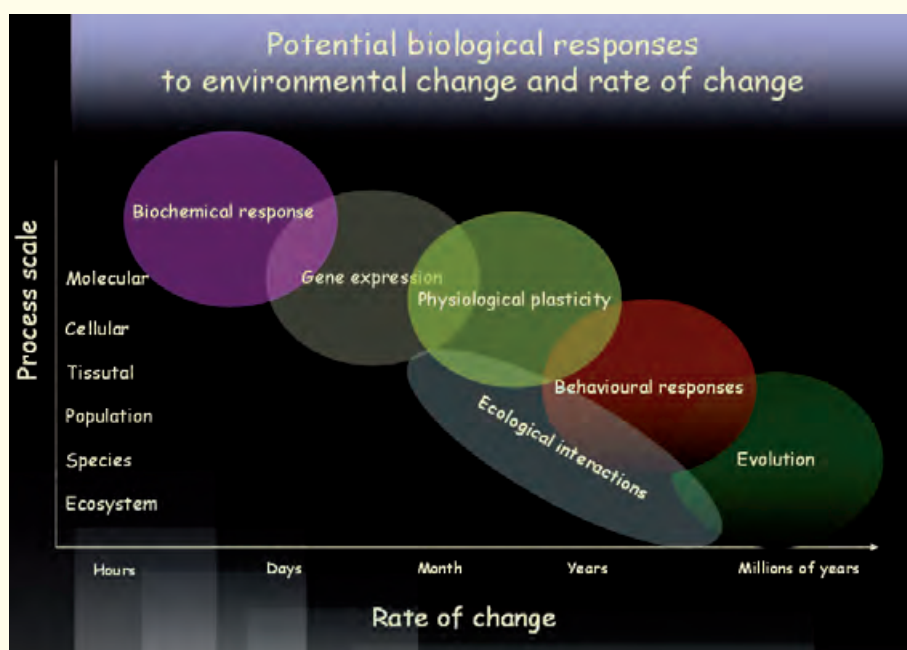 Potential biological responses
to environmental change and rate of change
Process scale
Biochemical response
Gene expression
Physiological plasticity
Behavioural responses
Ecological interactions
Evolution
Molecular
Cellular
Tissutal
Population
Species
Ecosystem
Hours
Days
Month
Years
Millions of years
Rate of change